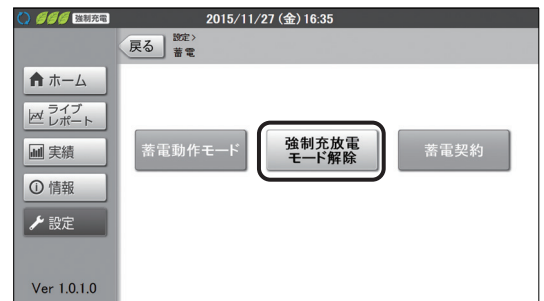 強制充電
2015/11/27 (金) 16:35
戻る
設定>
蓄電
ホーム
ライブ
レポート
実績
情報
設定
蓄電動作モード
強制充放電
モード解除
蓄電契約
Ver 1.0.1.0